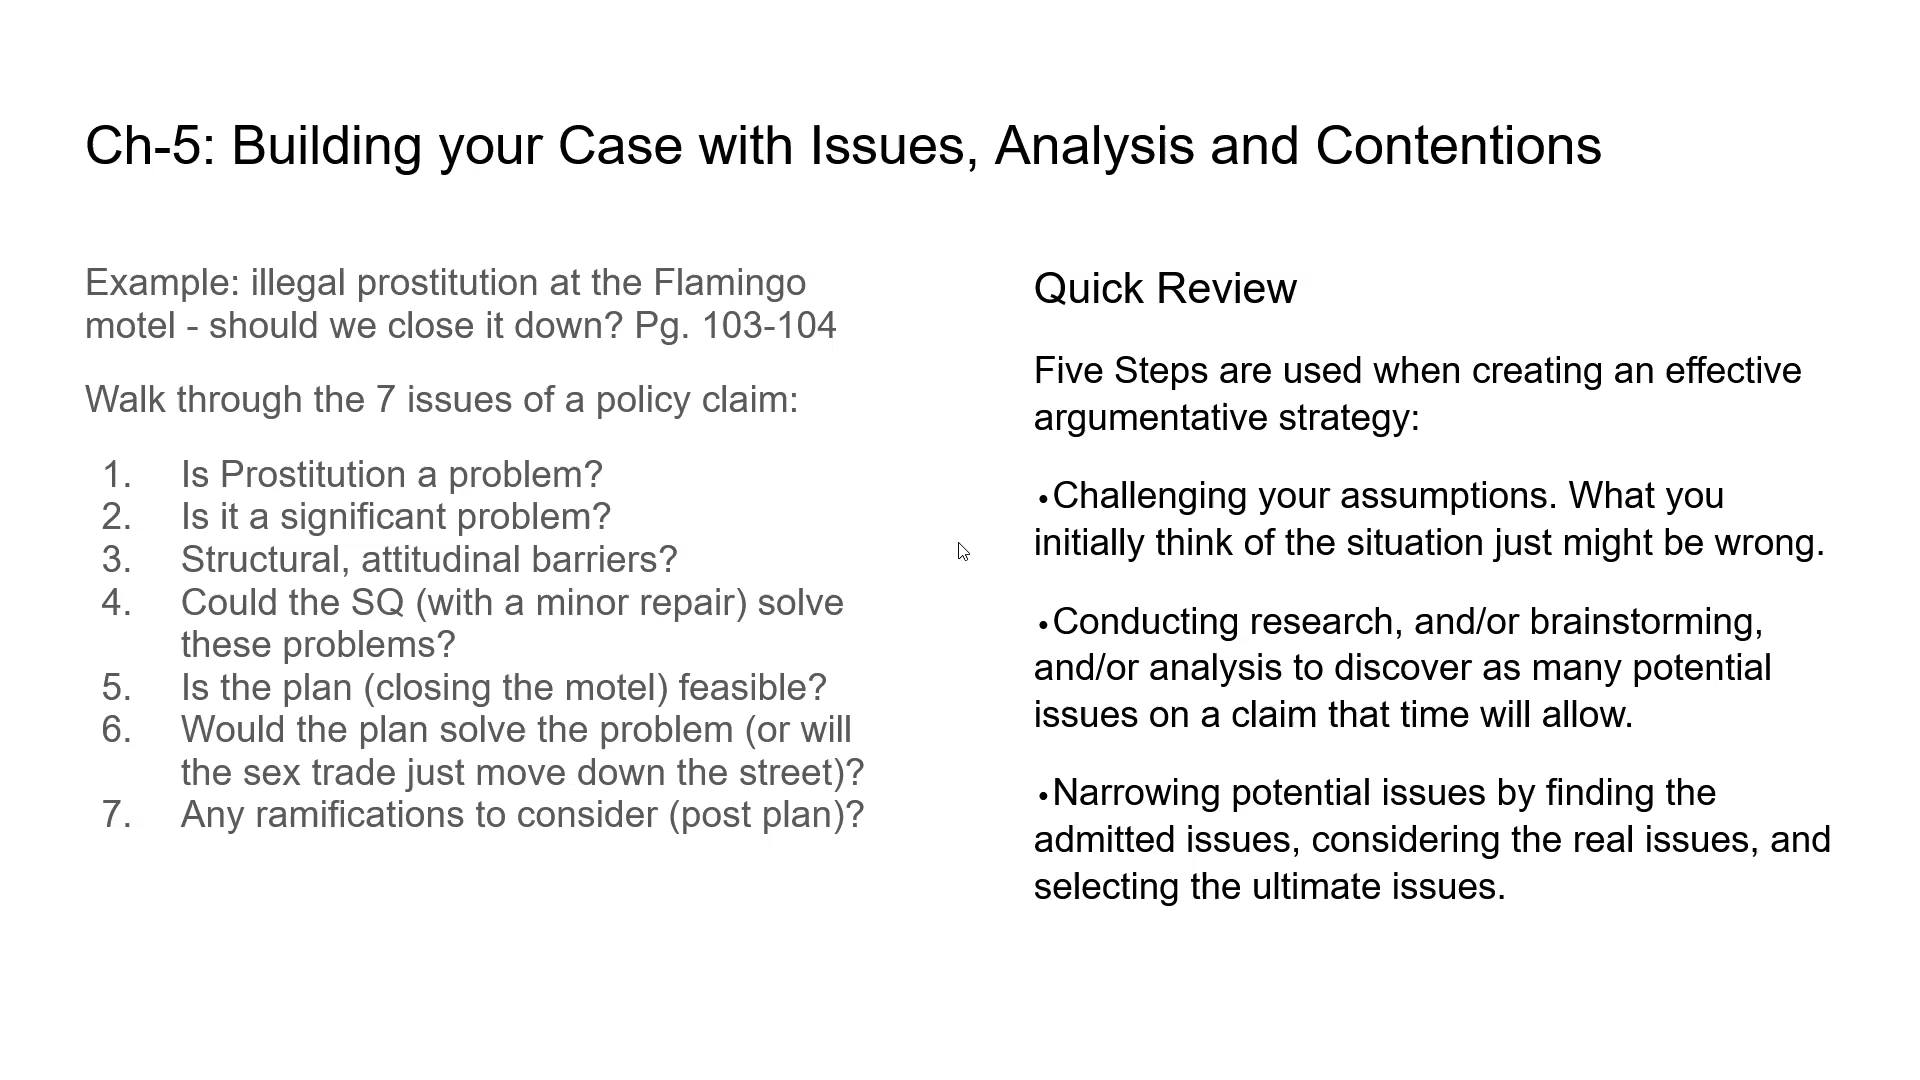 Ch-5: Building your Case with Issues, Analysis and Contentions
Example: illegal prostitution at the Flamingo
motel - should we close it down? Pg. 103-104
Walk through the 7 issues of a policy claim:
1. Is Prostitution a problem?
2. Is it a significant problem?
3. Structural, attitudinal barriers?
4. Could the SQ (with a minor repair) solve
these problems?
5. Is the plan (closing the motel) feasible?
6. Would the plan solve the problem (or will
the sex trade just move down the street)?
7. Any ramifications to consider (post plan)?
Quick Review
Five Steps are used when creating an effective
argumentative strategy:
•Challenging your assumptions. What you
initially think of the situation just might be wrong.
•Conducting research, and/or brainstorming,
and/or analysis to discover as many potential
issues on a claim that time will allow.
•Narrowing potential issues by finding the
admitted issues, considering the real issues, and
selecting the ultimate issues.